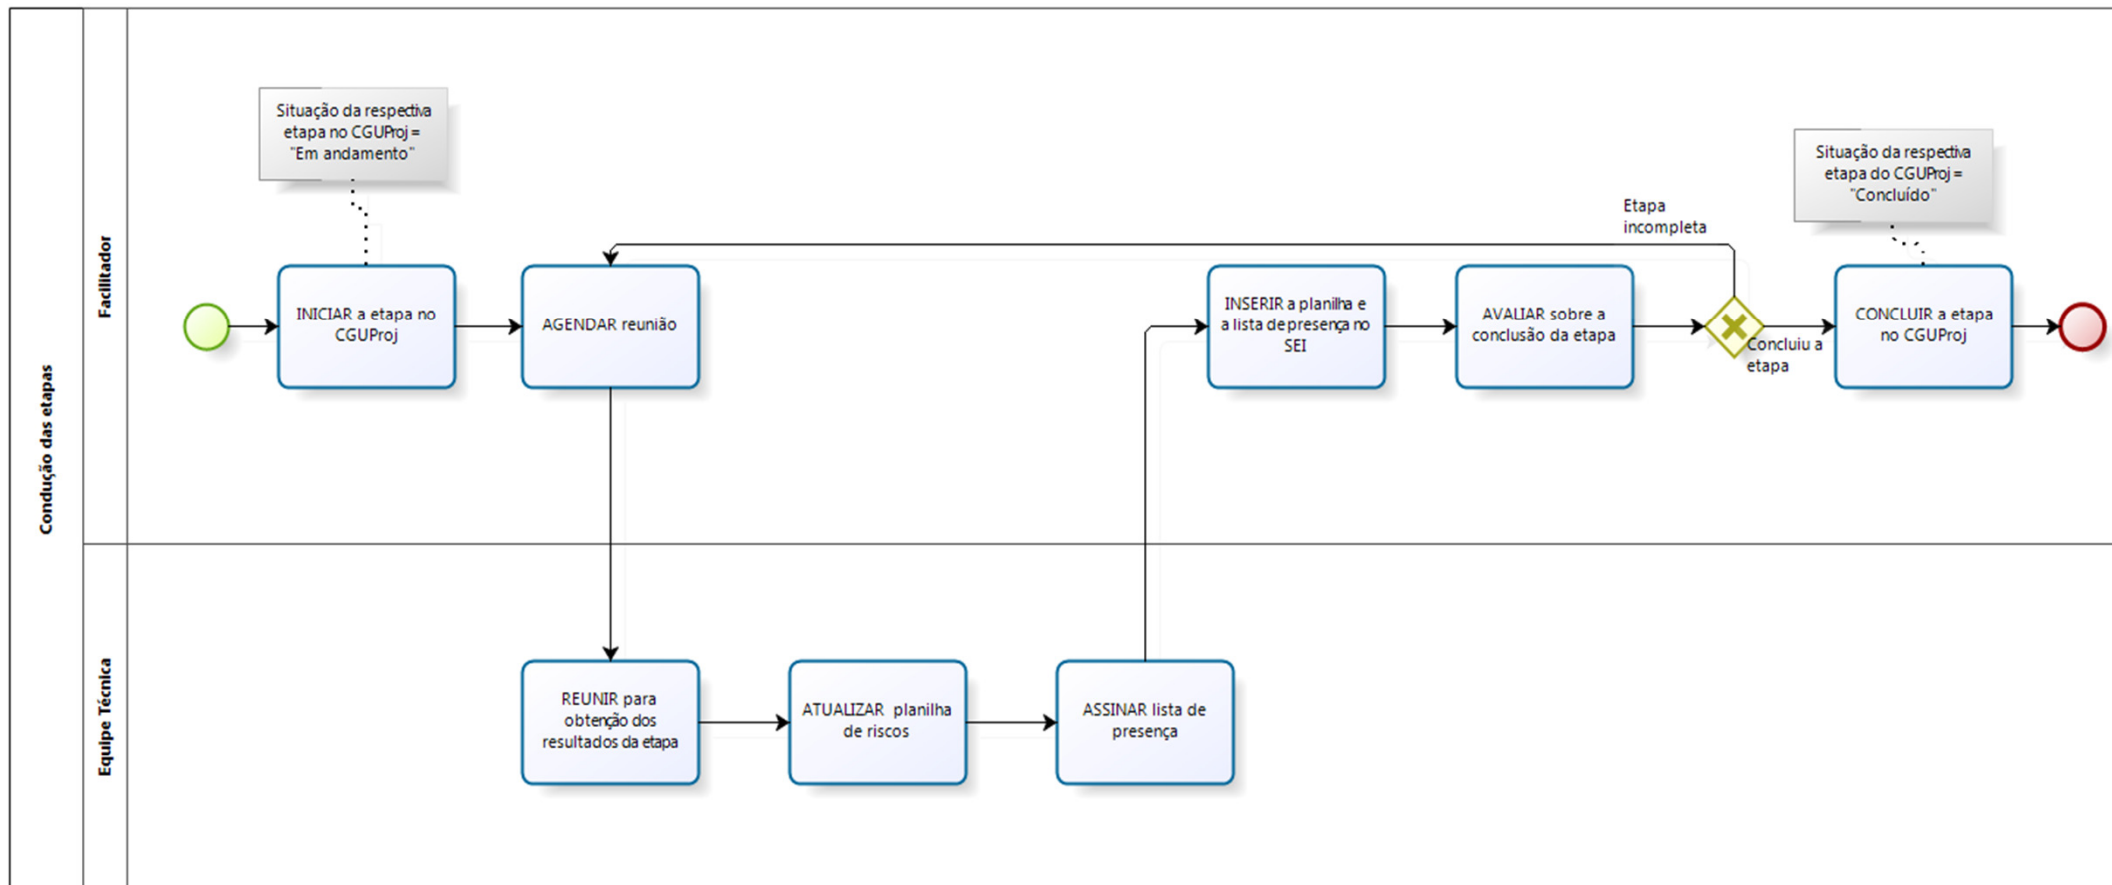 Condução das etapas
Facilitador
Situação da respectiva
etapa no CGUProj =
"Em andamento"
INICIAR a etapa no
CGUProj
AGENDAR reunião
INSERIR a planilha e
a lista de presença no
SEI
AVALIAR sobre a
conclusão da etapa
Etapa
incompleta
Concluiu a
etapa
Situação da respectiva
etapa do CGUProj =
"Concluído"
CONCLUIR a etapa
no CGUProj
Equipe Técnica
REUNIR para
obtenção dos
resultados da etapa
ATUALIZAR planilha
de riscos
ASSINAR lista de
presença